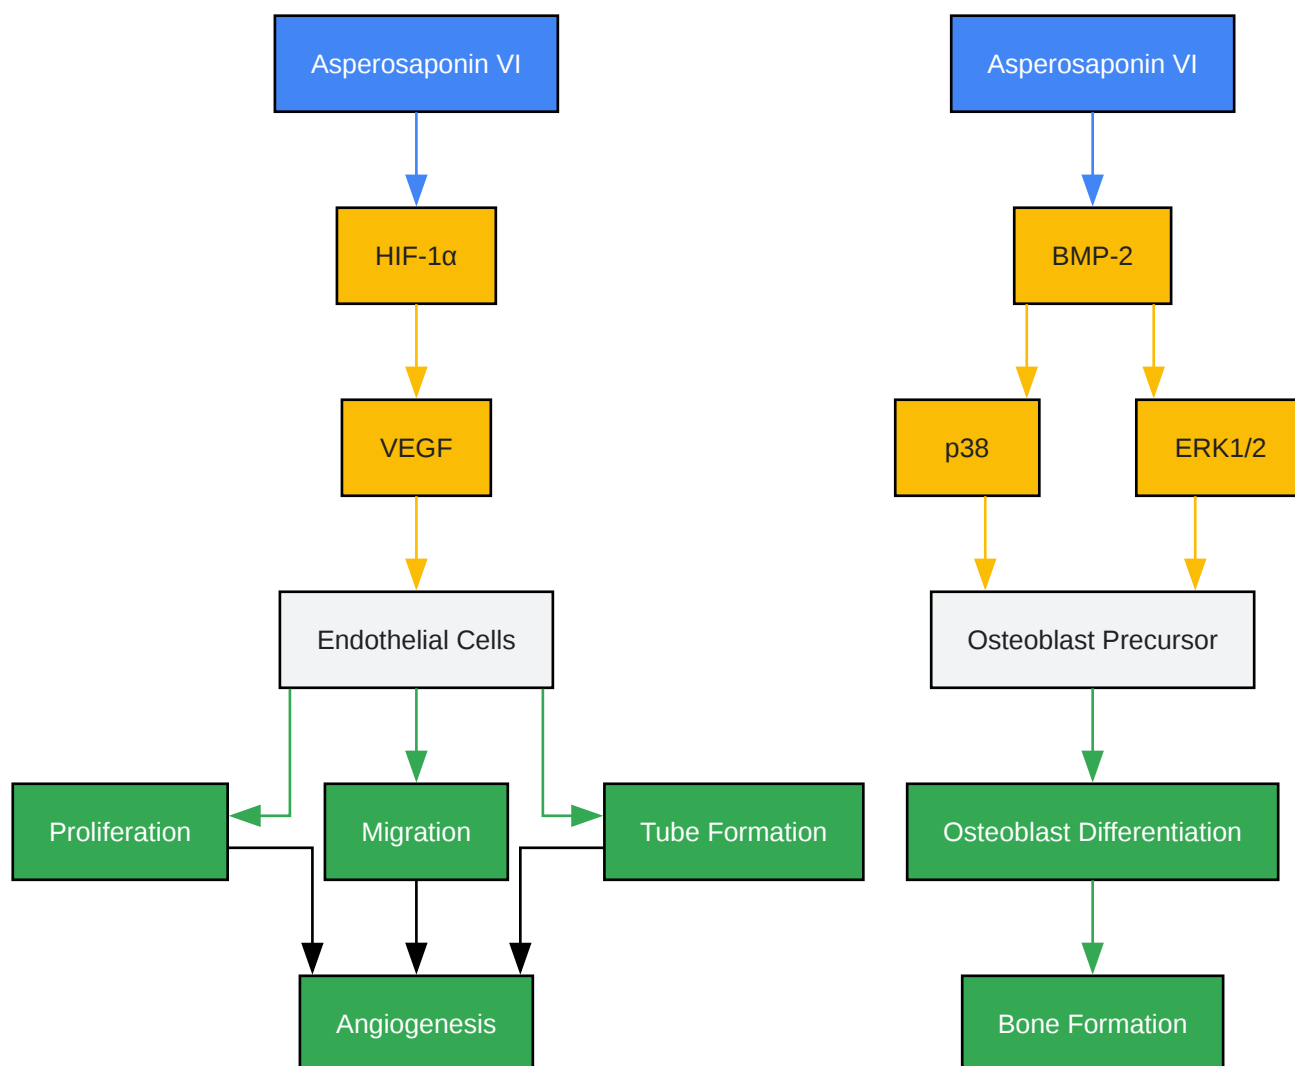 Asperosaponin VI
Asperosaponin VI
HIF-1α
BMP-2
VEGF
p38
ERK1/2
Endothelial Cells
Osteoblast Precursor
Proliferation
Migration
Tube Formation
Osteoblast Differentiation
Angiogenesis
Bone Formation